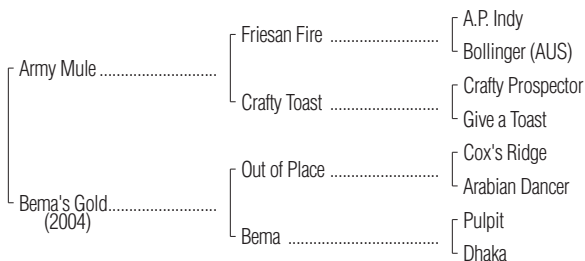 A.P. Indy
Friesan Fire ..............................
Bollinger (AUS)
Army Mule ..................................
Crafty Prospector
Crafty Toast ..............................
Give a Toast
Cox's Ridge
Out of Place ..............................
Arabian Dancer
Bema's Gold ..............................
(2004)
Pulpit
Bema ..........................................
Dhaka